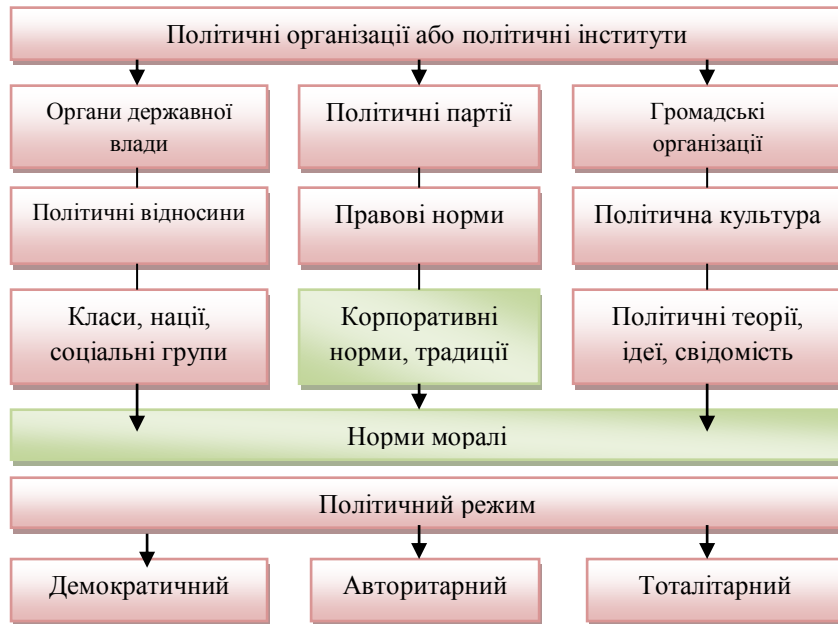 Політичні організації або політичні інститути
Органи державної
влади
Політичні партії
Громадські
організації
Політичні відносини
Правові норми
Політична культура
Класи, нації,
соціальні групи
Корпоративні
норми, традиції
Політичні теорії,
ідеї, свідомість
Норми моралі
Політичний режим
Демократичний
Авторитарний
Тоталітарний